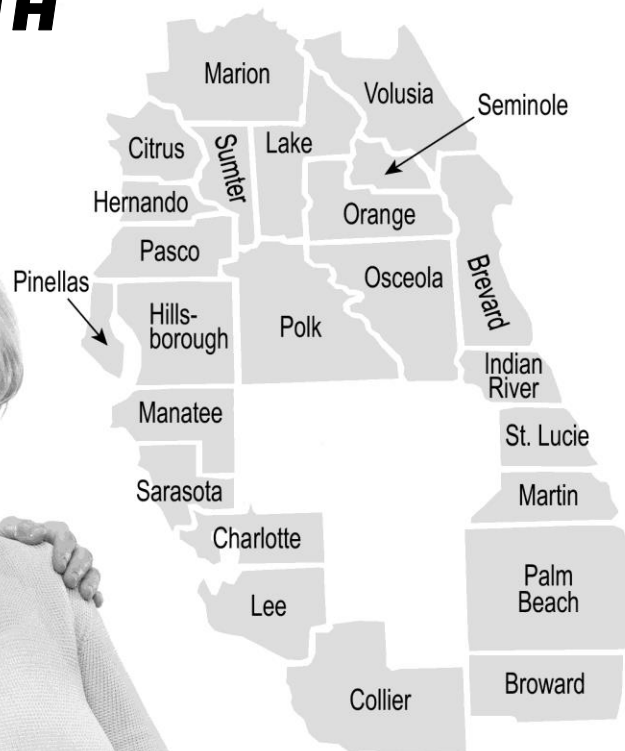 TH
Marion
Volusia
Seminole
Citrus
Sumter
Lake
Hernando
Orange
Pasco
Osceola
Pinellas
Brevard
Hills-
borough
Polk
Indian
River
Manatee
St. Lucie
Sarasota
Martin
Charlotte
Palm
Beach
Lee
Collier
Broward